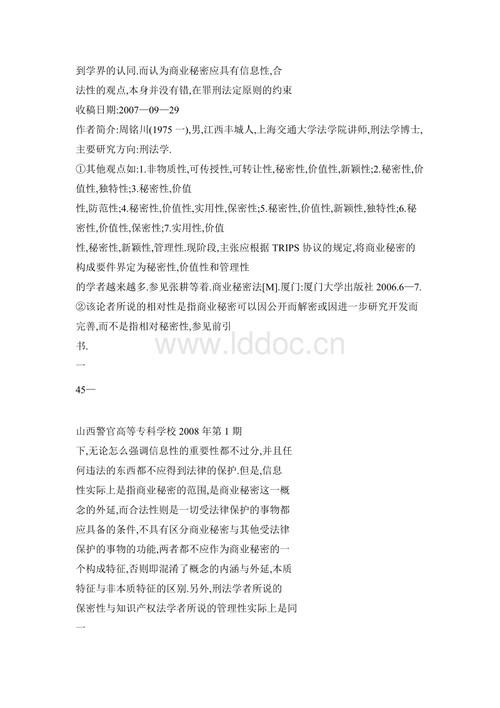 到学界的认同.而认为商业秘密应具有信息性,合
法性的观点,本身并没有错,在罪刑法定原则的约束
收稿日期:2007—09—29
作者简介:周铭川(1975 一),男,江西丰城人,上海交通大学法学院讲师,刑法学博士,
主要研究方向:刑法学.
①其他观点如:1.非物质性,可传授性,可转让性,秘密性,价值性,新颖性;2.秘密性,价
值性,独特性;3.秘密性,价值
性,防范性;4.秘密性,价值性,实用性,保密性;5.秘密性,价值性,新颖性,独特性;6.秘
密性,价值性,保密性;7.实用性,价值
性,秘密性,新颖性,管理性.现阶段,主张应根据 TRIPS 协议的规定,将商业秘密的
构成要件界定为秘密性,价值性和管理性
的学者越来越多.参见张耕等着.商业秘密法[M].厦门:厦门大学出版社 2006.6—7.
②该论者所说的相对性是指商业秘密可以因公开而解密或因进一步研究开发而
完善,而不是指相对秘密性,参见前引
书.
www.lddoc.cn
一
45—
山西警官高等专科学校 2008 年第 1 期
下,无论怎么强调信息性的重要性都不过分,并且任
何违法的东西都不应得到法律的保护.但是,信息
性实际上是指商业秘密的范围,是商业秘密这一概
念的外延,而合法性则是一切受法律保护的事物都
应具备的条件,不具有区分商业秘密与其他受法律
保护的事物的功能,两者都不应作为商业秘密的一
个构成特征,否则即混淆了概念的内涵与外延,本质
特征与非本质特征的区别.另外,刑法学者所说的
保密性与知识产权法学者所说的管理性实际上是同
一